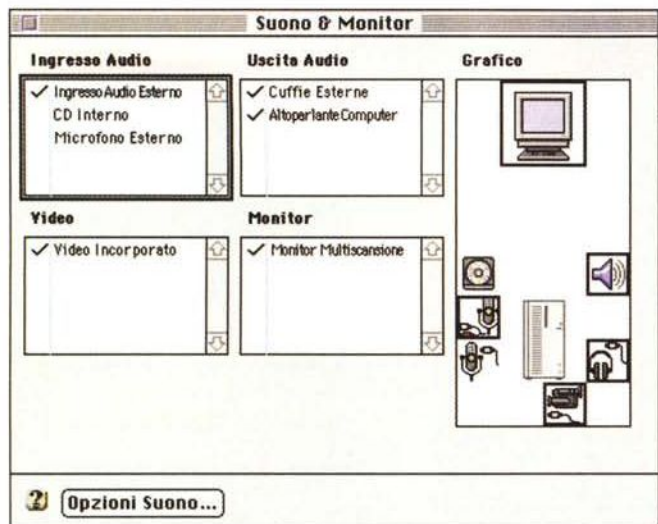 Suono & Monitor
Ingresso Audio
Ingresso Audio Esterno
CD Interno
Microfono Esterno
Uscita Audio
Cuffie Esterne
Altoparlante Computer
Grafico
Video
Video Incorporato
Monitor
Monitor Multiscansione
Opzioni Suono...